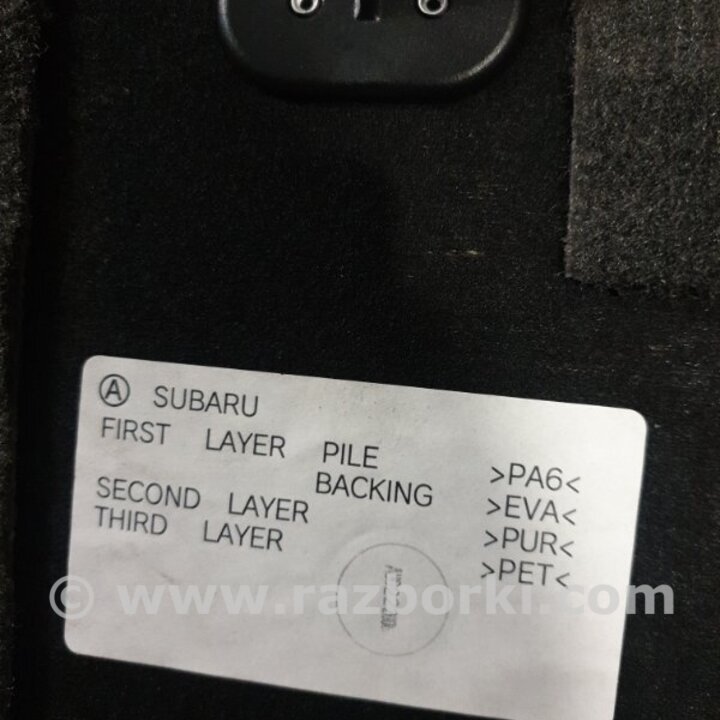 Ⓐ SUBARU
FIRST LAYER PILE >PA6<
BACKING >EVA<
SECOND LAYER >PUR<
THIRD LAYER >PET<
© www.razborki.com